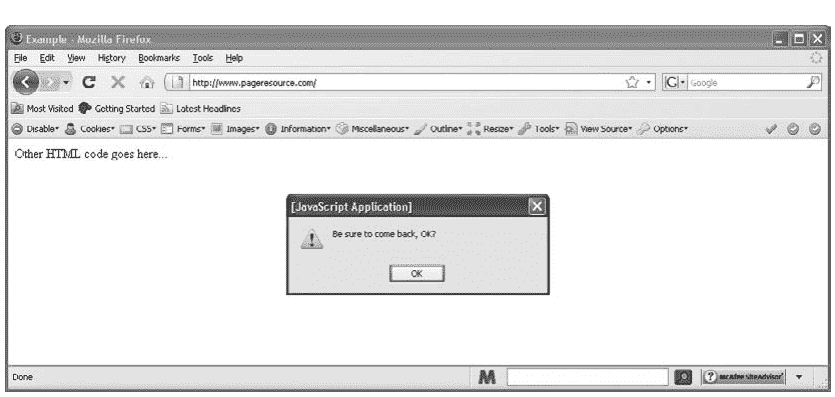 Example - Mozilla Firefox
File Edit View History Bookmarks Tools Help
http://www.pageresource.com/ G Google
Most Visited Getting Started Latest Headlines
Disable Cookies CSS Forms Images Information Miscellaneous Outline Resize Tools View Source Options
Other HTML code goes here...
[JavaScript Application]
Be sure to come back, OK?
OK
Done M McAfee SiteAdvisor